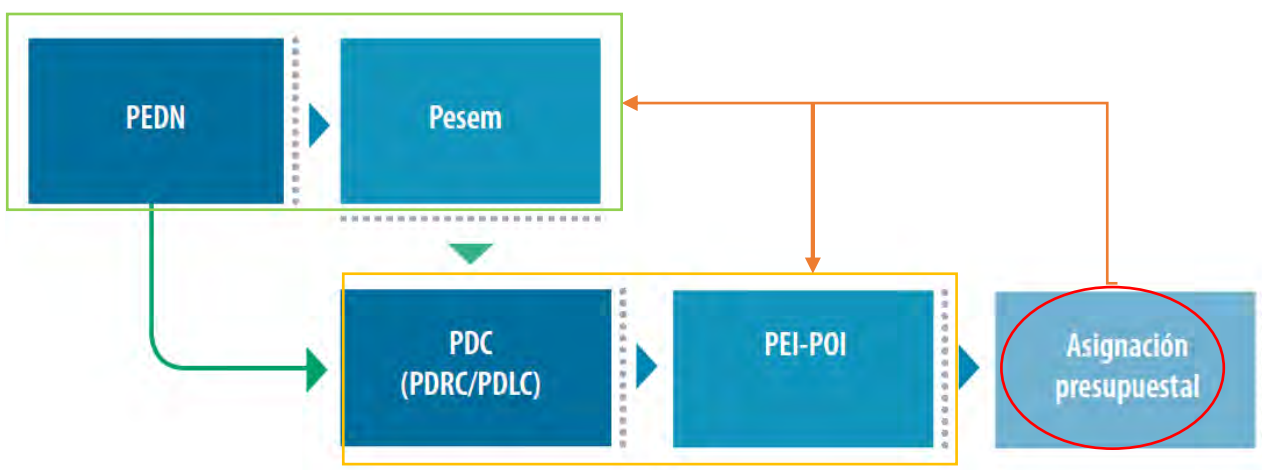 PEDN
Pesem
PDC
(PDRC/PDLC)
PEI-POI
Asignación
presupuestal